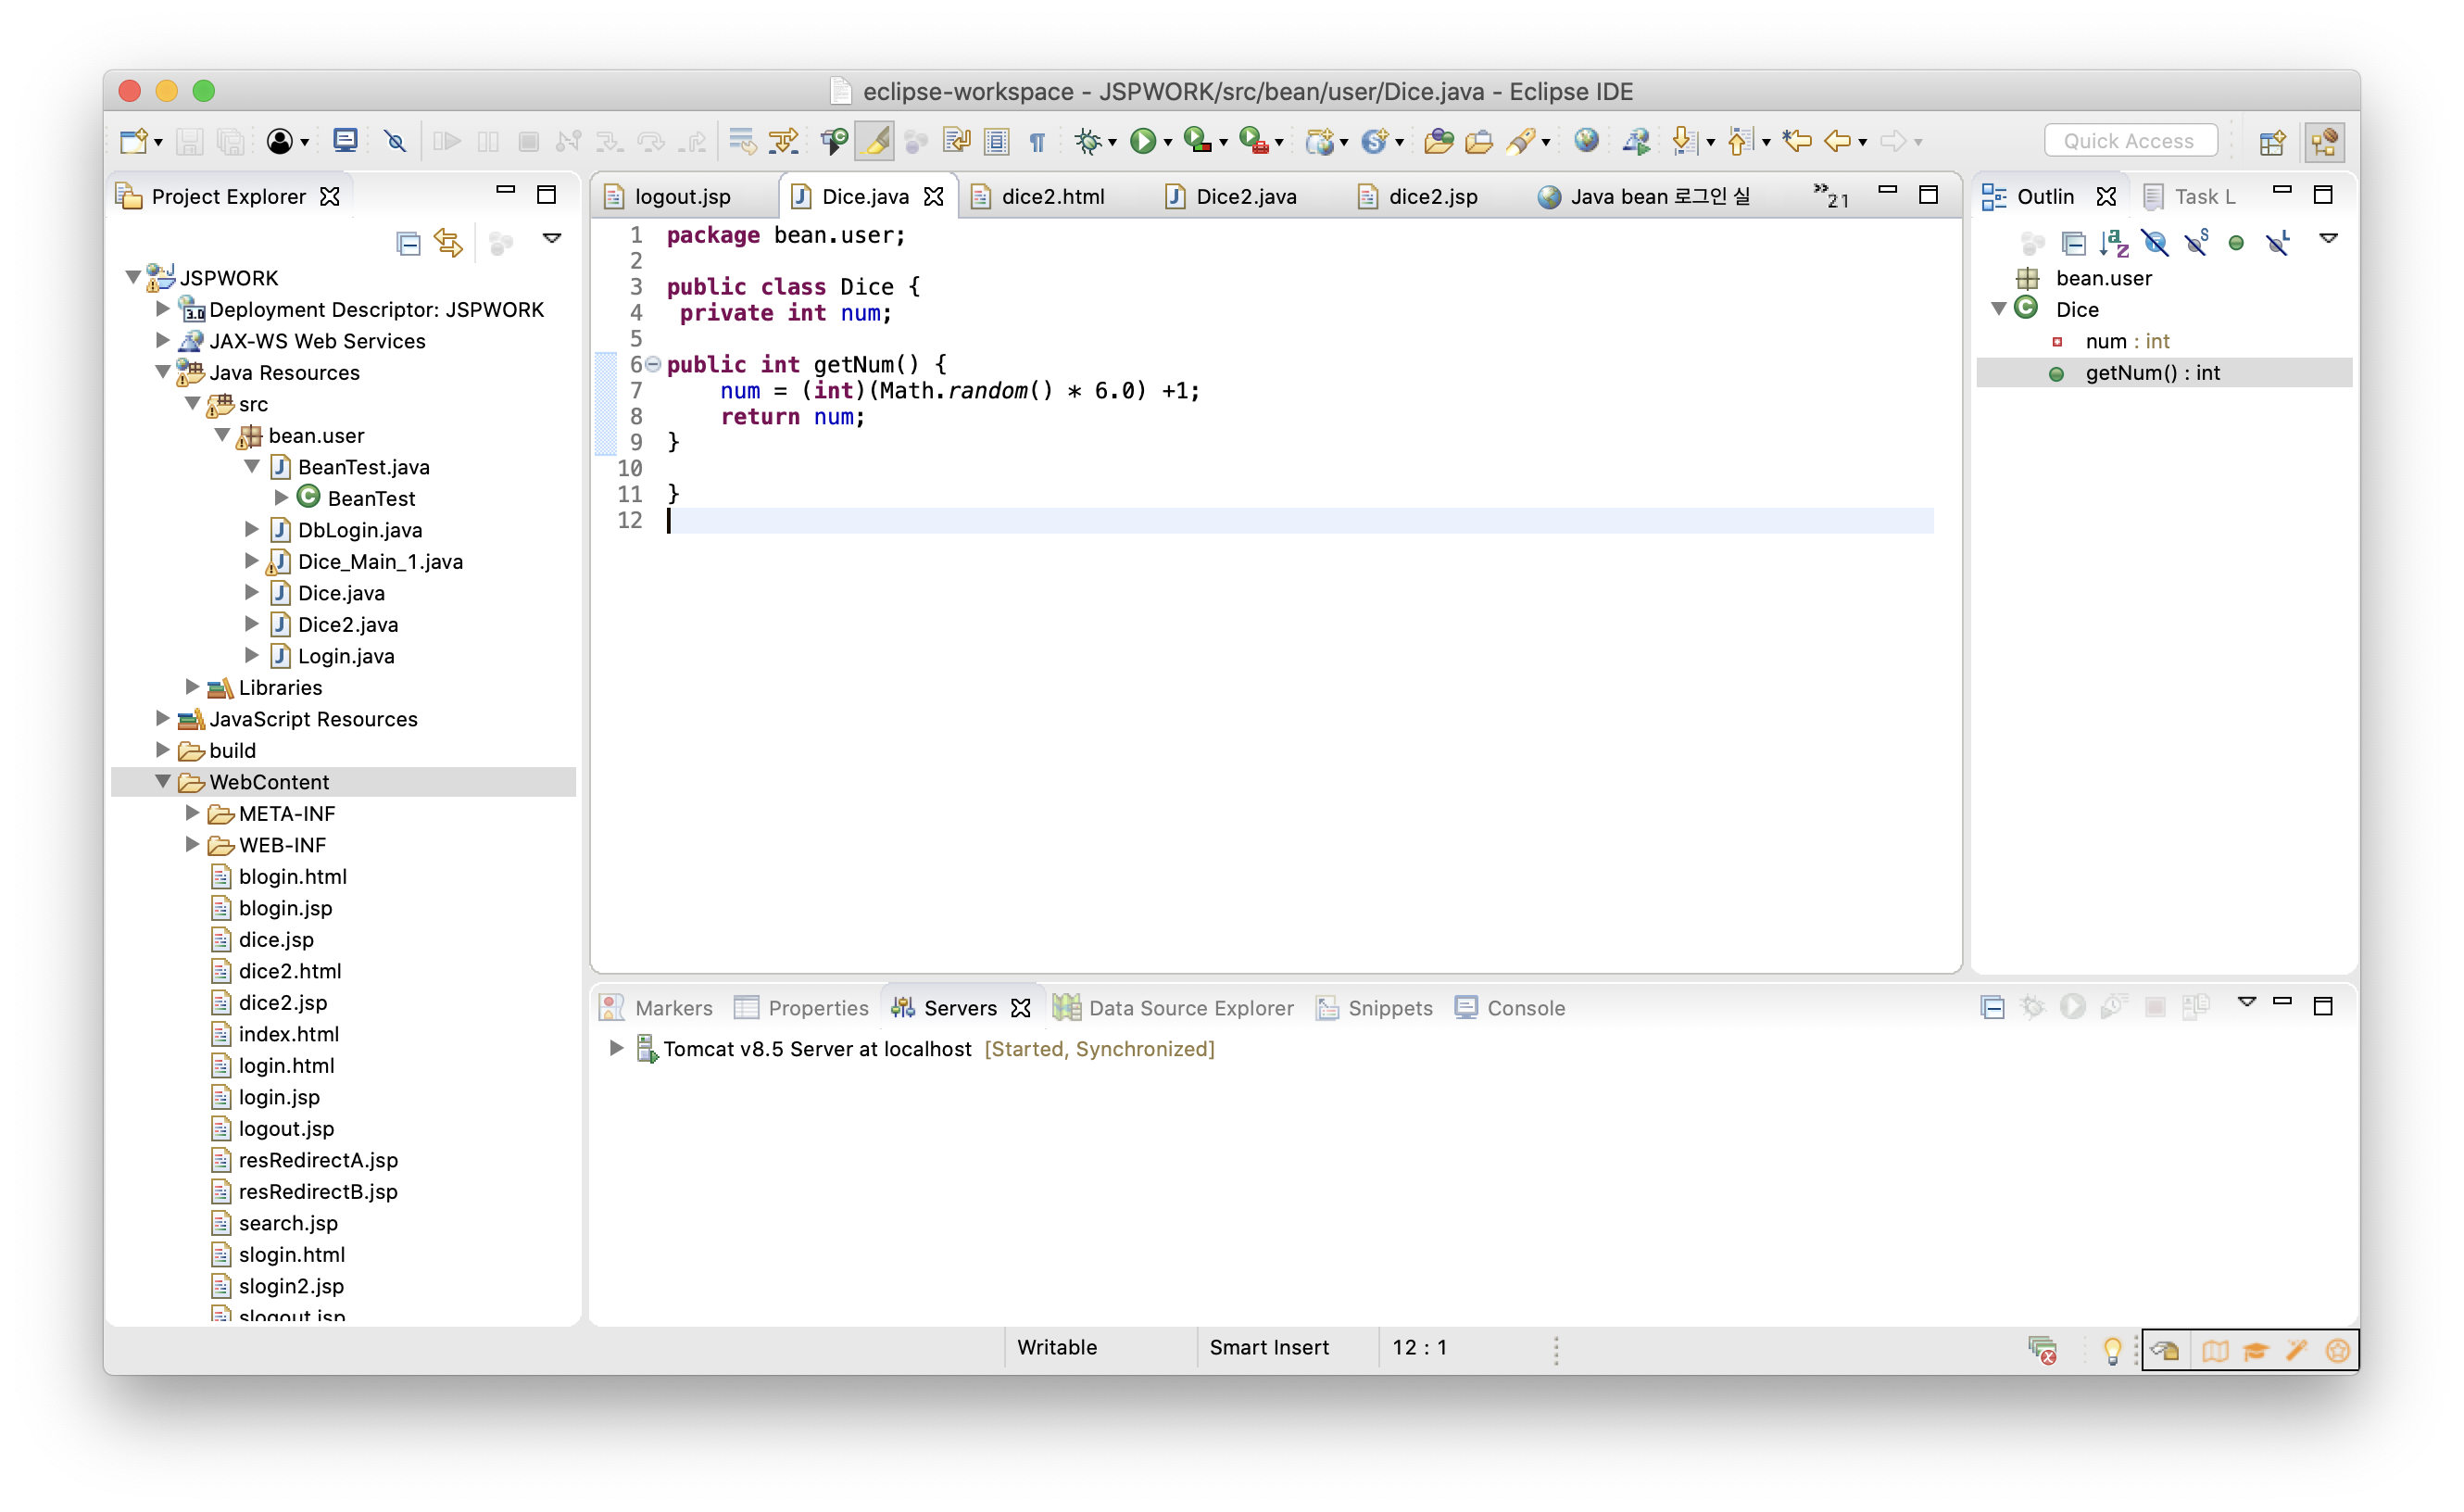 eclipse-workspace - JSPWORK/src/bean/user/Dice.java - Eclipse IDE
Quick Access
Project Explorer
JSPWORK
Deployment Descriptor: JSPWORK
JAX-WS Web Services
Java Resources
src
bean.user
BeanTest.java
BeanTest
DbLogin.java
Dice_Main_1.java
Dice.java
Dice2.java
Login.java
Libraries
JavaScript Resources
build
WebContent
META-INF
WEB-INF
blogin.html
blogin.jsp
dice.jsp
dice2.html
dice2.jsp
index.html
login.html
login.jsp
logout.jsp
resRedirectA.jsp
resRedirectB.jsp
search.jsp
slogin.html
slogin2.jsp
slogout.jsp
logout.jsp Dice.java dice2.html Dice2.java dice2.jsp Java bean 로그인 실 »21
1 package bean.user;
2
3 public class Dice {
4 private int num;
5
6 public int getNum() {
7 num = (int)(Math.random() * 6.0) +1;
8 return num;
9 }
10
11 }
12
Outlin Task L
bean.user
Dice
num : int
getNum() : int
Markers Properties Servers Data Source Explorer Snippets Console
Tomcat v8.5 Server at localhost [Started, Synchronized]
Writable Smart Insert 12 : 1